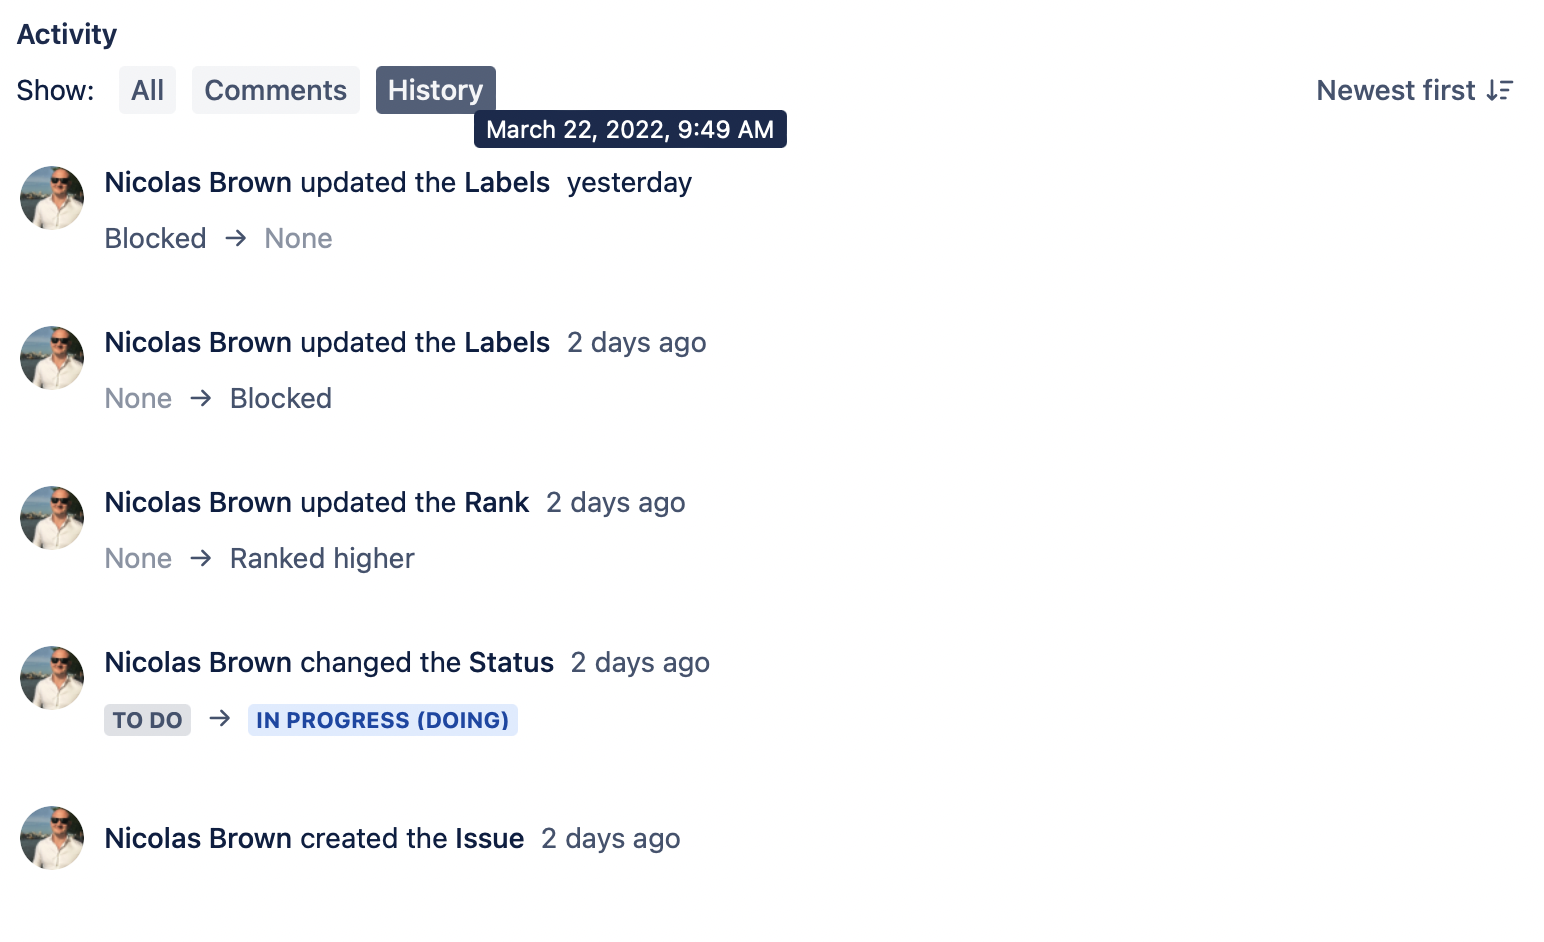 Activity
Show: All Comments History Newest first
March 22, 2022, 9:49 AM
Nicolas Brown updated the Labels yesterday
Blocked → None
Nicolas Brown updated the Labels 2 days ago
None → Blocked
Nicolas Brown updated the Rank 2 days ago
None → Ranked higher
Nicolas Brown changed the Status 2 days ago
TO DO → IN PROGRESS (DOING)
Nicolas Brown created the Issue 2 days ago